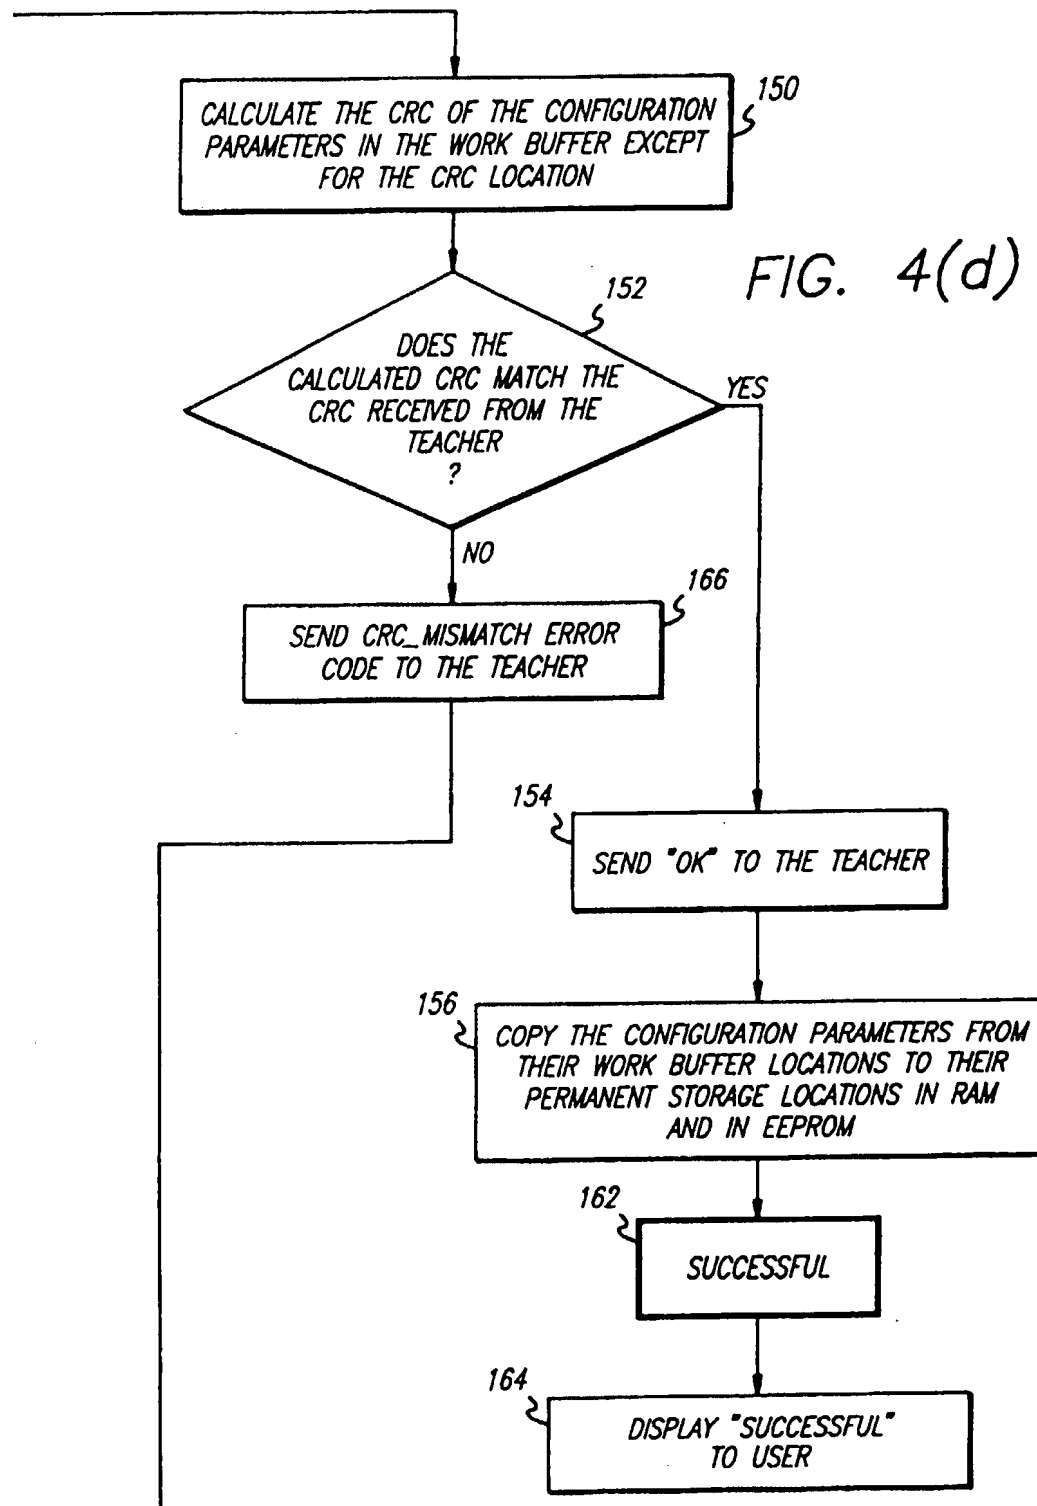 150
CALCULATE THE CRC OF THE CONFIGURATION
PARAMETERS IN THE WORK BUFFER EXCEPT
FOR THE CRC LOCATION
FIG. 4(d)
152
DOES THE
CALCULATED CRC MATCH THE
CRC RECEIVED FROM THE
TEACHER
?
YES
NO
166
SEND CRC_MISMATCH ERROR
CODE TO THE TEACHER
154
SEND "OK" TO THE TEACHER
156
COPY THE CONFIGURATION PARAMETERS FROM
THEIR WORK BUFFER LOCATIONS TO THEIR
PERMANENT STORAGE LOCATIONS IN RAM
AND IN EEPROM
162
SUCCESSFUL
164
DISPLAY "SUCCESSFUL"
TO USER